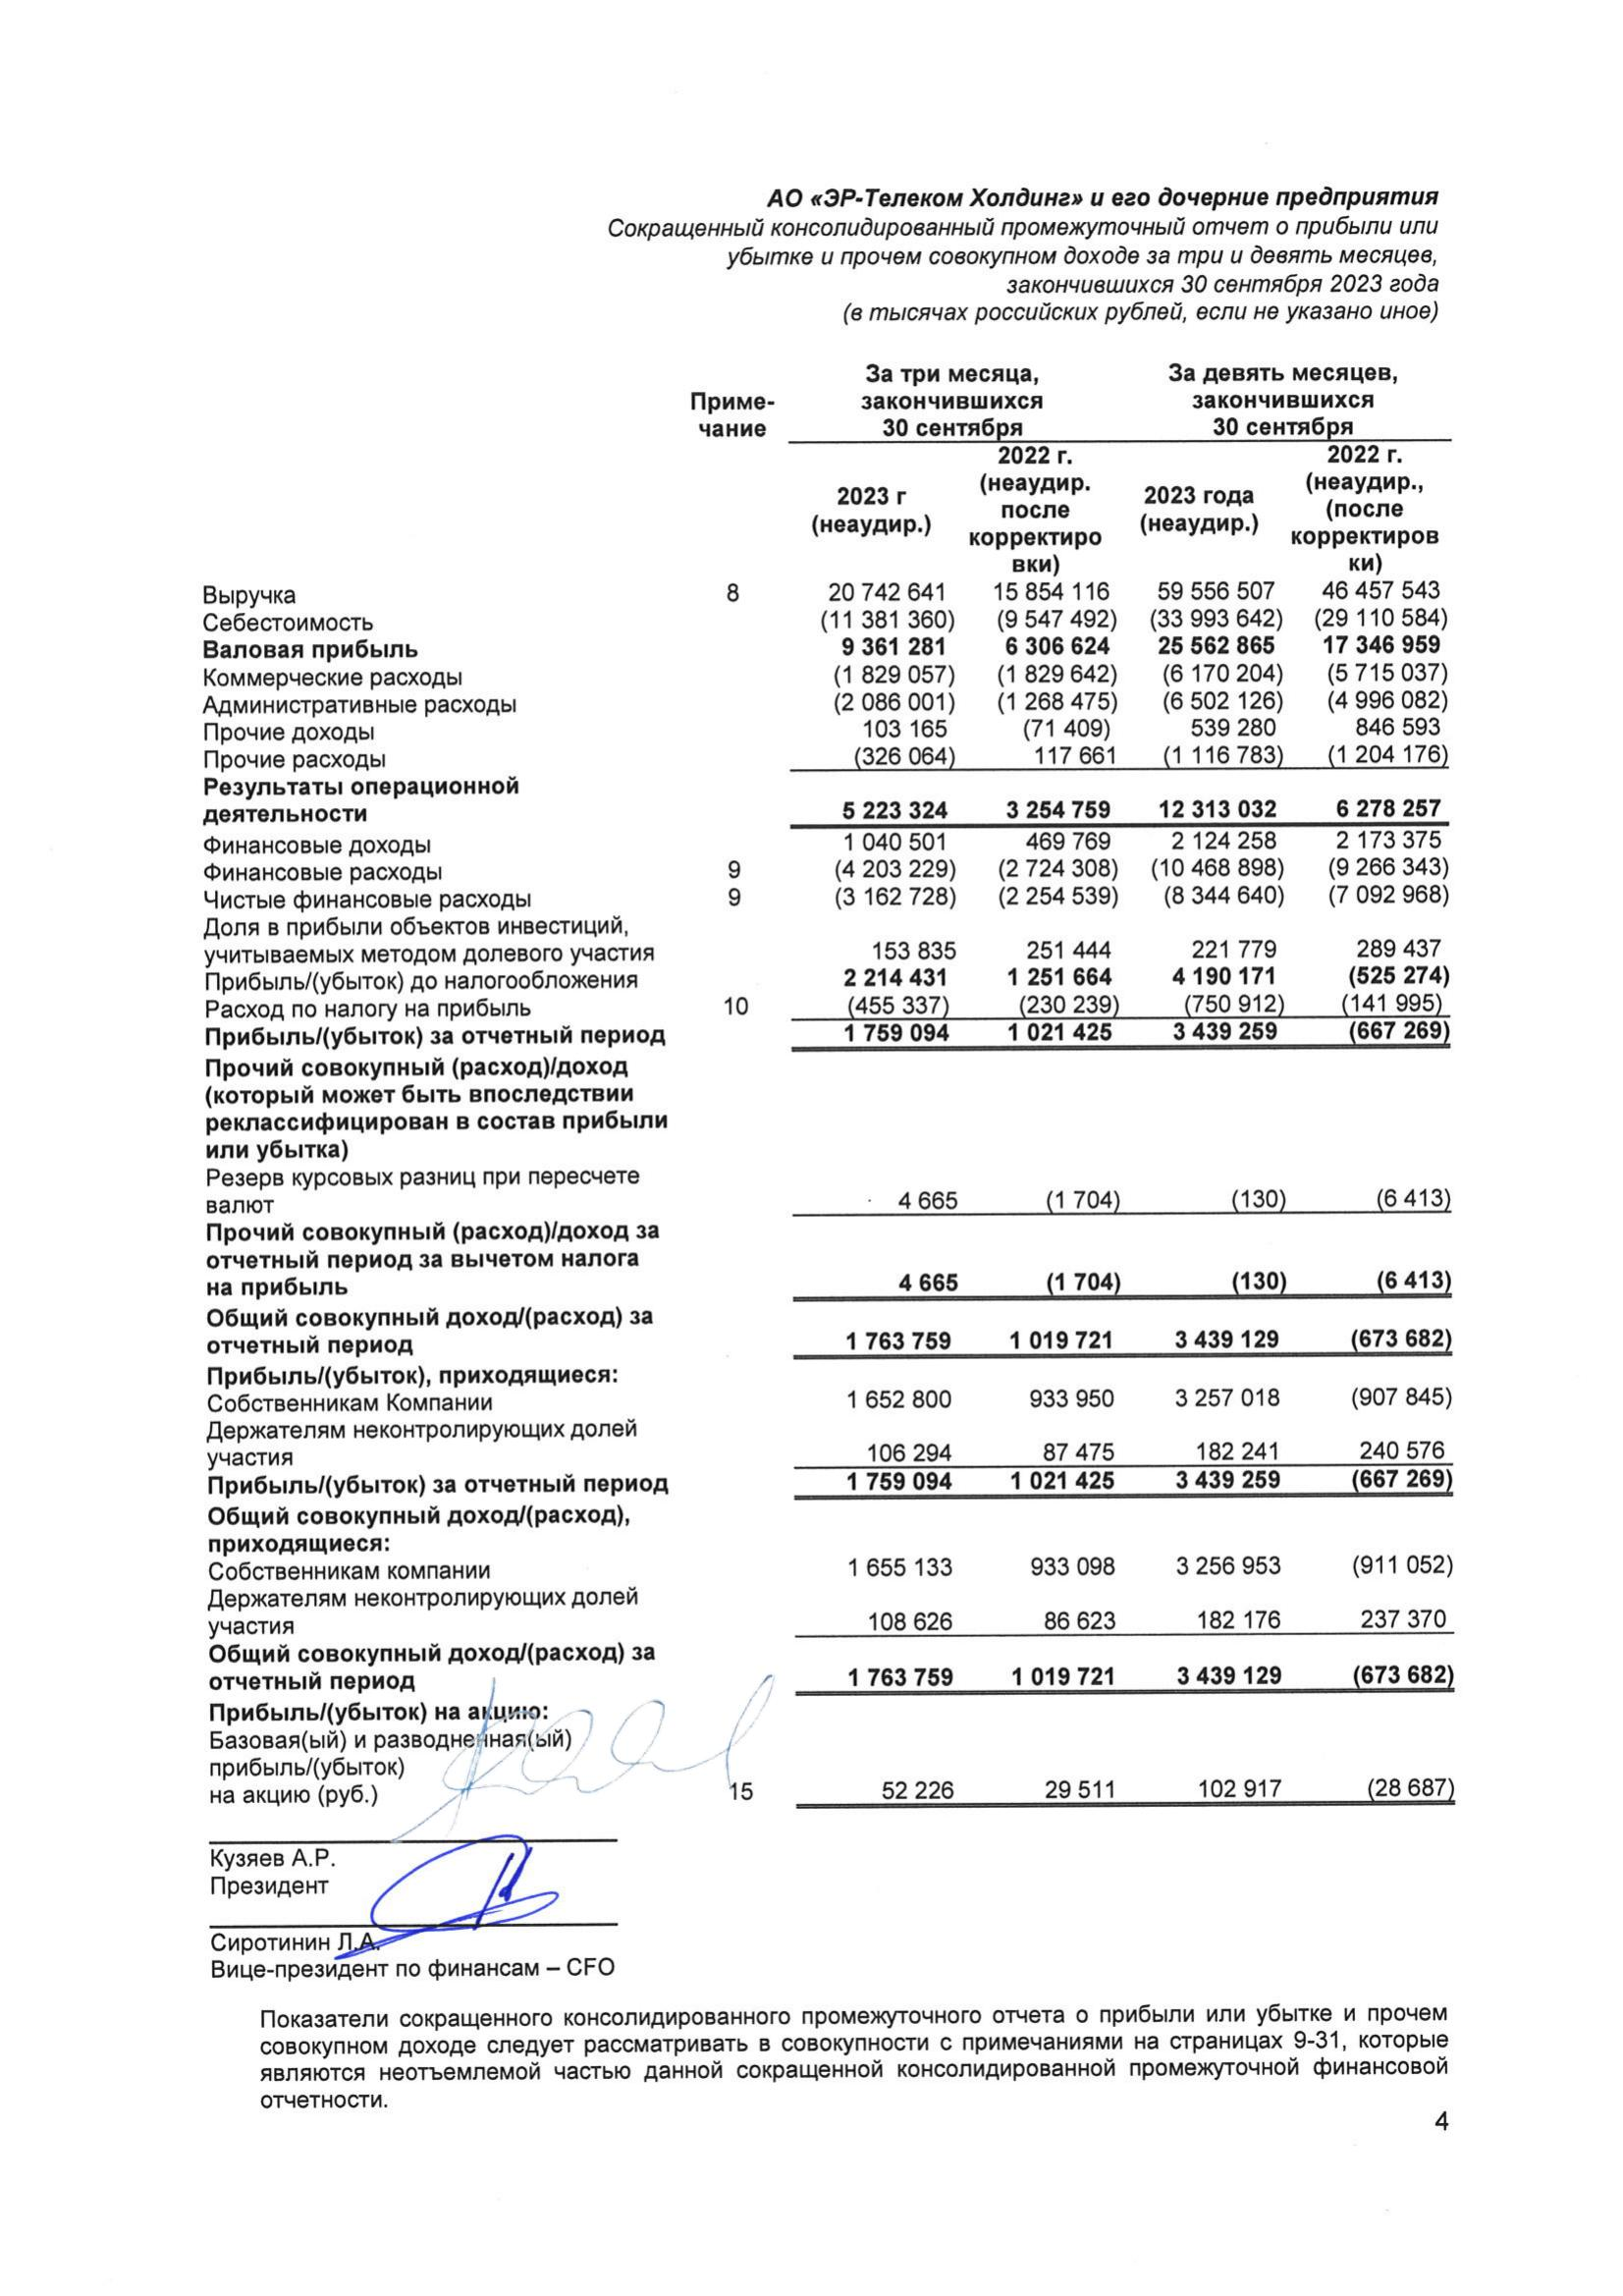 АО «ЭР-Телеком Холдинг» и его дочерние предприятия
Сокращенный консолидированный промежуточный отчет о прибыли или
убытке и прочем совокупном доходе за три и девять месяцев,
закончившихся 30 сентября 2023 года
(в тысячах российских рублей, если не указано иное)
За три месяца, За девять месяцев,
Приме- закончившихся закончившихся
чание 30 сентября 30 сентября
2022 г. 2022 г.
(неаудир. (неаудир.,
2023 г после 2023 года (после
(неаудир.) корректиро (неаудир.) корректиров
вки) ки)
Выручка 8 20 742 641 15 854 116 59 556 507 46 457 543
Себестоимость (11 381 360) (9 547 492) (33 993 642) (29 110 584)
Валовая прибыль 9 361 281 6 306 624 25 562 865 17 346 959
Коммерческие расходы (1 829 057) (1 829 642) (6 170 204) (5 715 037)
Административные расходы (2 086 001) (1 268 475) (6 502 126) (4 996 082)
Прочие доходы 103 165 (71 409) 539 280 846 593
Прочие расходы (326 064) 117 661 (1 116 783) (1 204 176)
Результаты операционной
деятельности 5 223 324 3 254 759 12 313 032 6 278 257
Финансовые доходы 1 040 501 469 769 2 124 258 2 173 375
Финансовые расходы 9 (4 203 229) (2 724 308) (10 468 898) (9 266 343)
Чистые финансовые расходы 9 (3 162 728) (2 254 539) (8 344 640) (7 092 968)
Доля в прибыли объектов инвестиций,
учитываемых методом долевого участия 153 835 251 444 221 779 289 437
Прибыль/(убыток) до налогообложения 2 214 431 1 251 664 4 190 171 (525 274)
Расход по налогу на прибыль 10 (455 337) (230 239) (750 912) (141 995)
Прибыль/(убыток) за отчетный период 1 759 094 1 021 425 3 439 259 (667 269)
Прочий совокупный (расход)/доход
(который может быть впоследствии
реклассифицирован в состав прибыли
или убытка)
Резерв курсовых разниц при пересчете
валют 4 665 (1 704) (130) (6 413)
Прочий совокупный (расход)/доход за
отчетный период за вычетом налога
на прибыль 4 665 (1 704) (130) (6 413)
Общий совокупный доход/(расход) за
отчетный период 1 763 759 1 019 721 3 439 129 (673 682)
Прибыль/(убыток), приходящиеся:
Собственникам Компании 1 652 800 933 950 3 257 018 (907 845)
Держателям неконтролирующих долей
участия 106 294 87 475 182 241 240 576
Прибыль/(убыток) за отчетный период 1 759 094 1 021 425 3 439 259 (667 269)
Общий совокупный доход/(расход),
приходящиеся:
Собственникам компании 1 655 133 933 098 3 256 953 (911 052)
Держателям неконтролирующих долей
участия 108 626 86 623 182 176 237 370
Общий совокупный доход/(расход) за
отчетный период 1 763 759 1 019 721 3 439 129 (673 682)
Прибыль/(убыток) на акцию:
Базовая(ый) и разводненная(ый)
прибыль/(убыток)
на акцию (руб.) 15 52 226 29 511 102 917 (28 687)
Кузяев А.Р.
Президент
Сиротинин Л.А.
Вице-президент по финансам – CFO
Показатели сокращенного консолидированного промежуточного отчета о прибыли или убытке и прочем
совокупном доходе следует рассматривать в совокупности с примечаниями на страницах 9-31, которые
являются неотъемлемой частью данной сокращенной консолидированной промежуточной финансовой
отчетности.
4